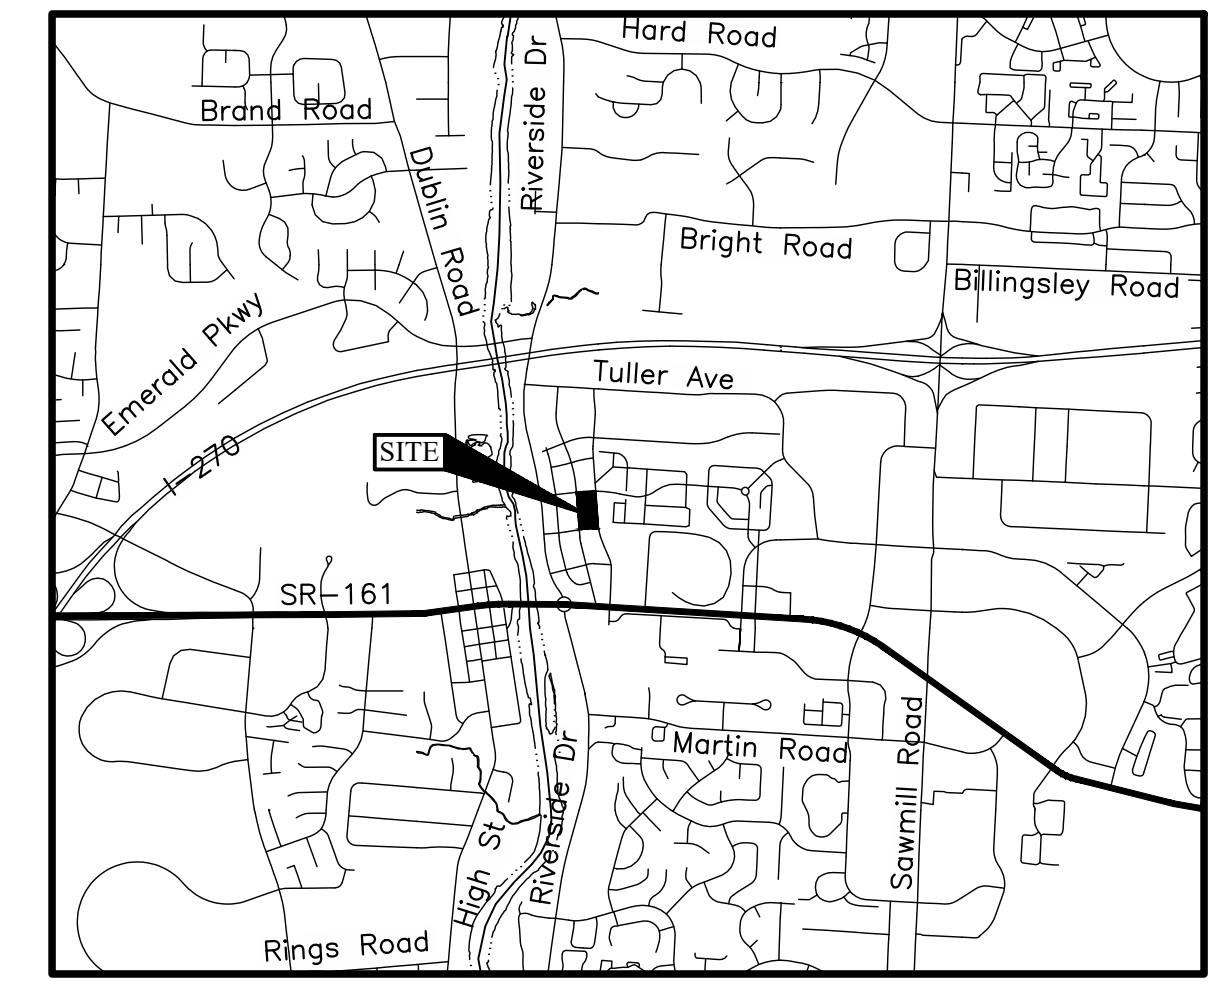 Hard Road
Riverside Dr
Brand Road
Dublin Road
Bright Road
Billingsley Road
Emerald Pkwy
Tuller Ave
I-270
SITE
SR-161
Martin Road
Sawmill Road
Riverside Dr
High St
Rings Road